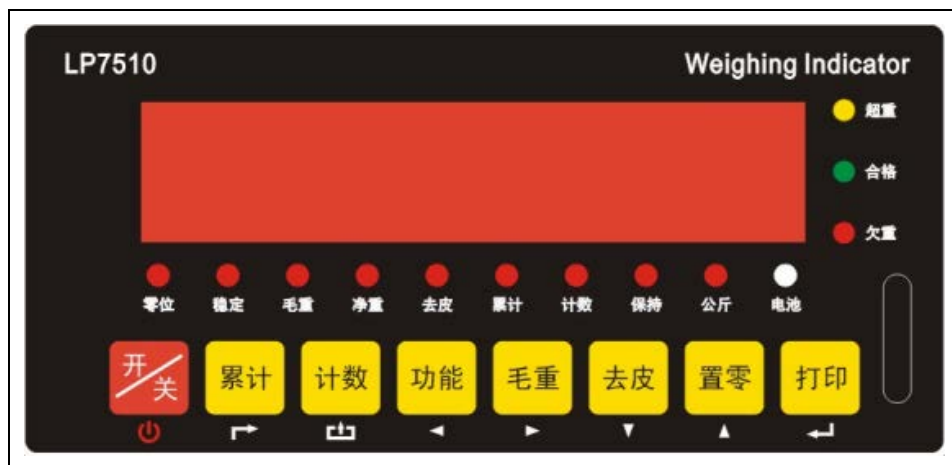 LP7510 Weighing Indicator
超重
合格
欠重
零位 稳定 毛重 净重 去皮 累计 计数 保持 公斤 电池
开/关 累计 计数 功能 毛重 去皮 置零 打印